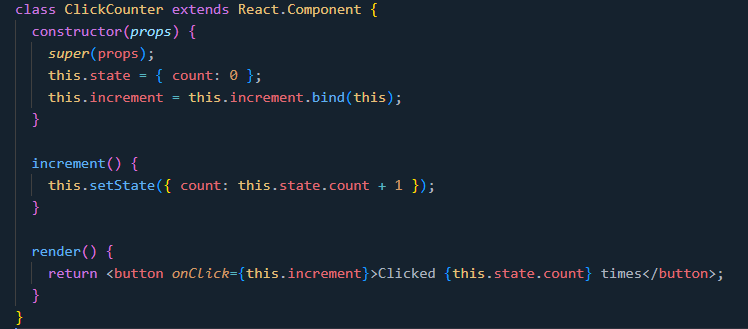 class ClickCounter extends React.Component {
  constructor(props) {
    super(props);
    this.state = { count: 0 };
    this.increment = this.increment.bind(this);
  }

  increment() {
    this.setState({ count: this.state.count + 1 });
  }

  render() {
    return <button onClick={this.increment}>Clicked {this.state.count} times</button>;
  }
}